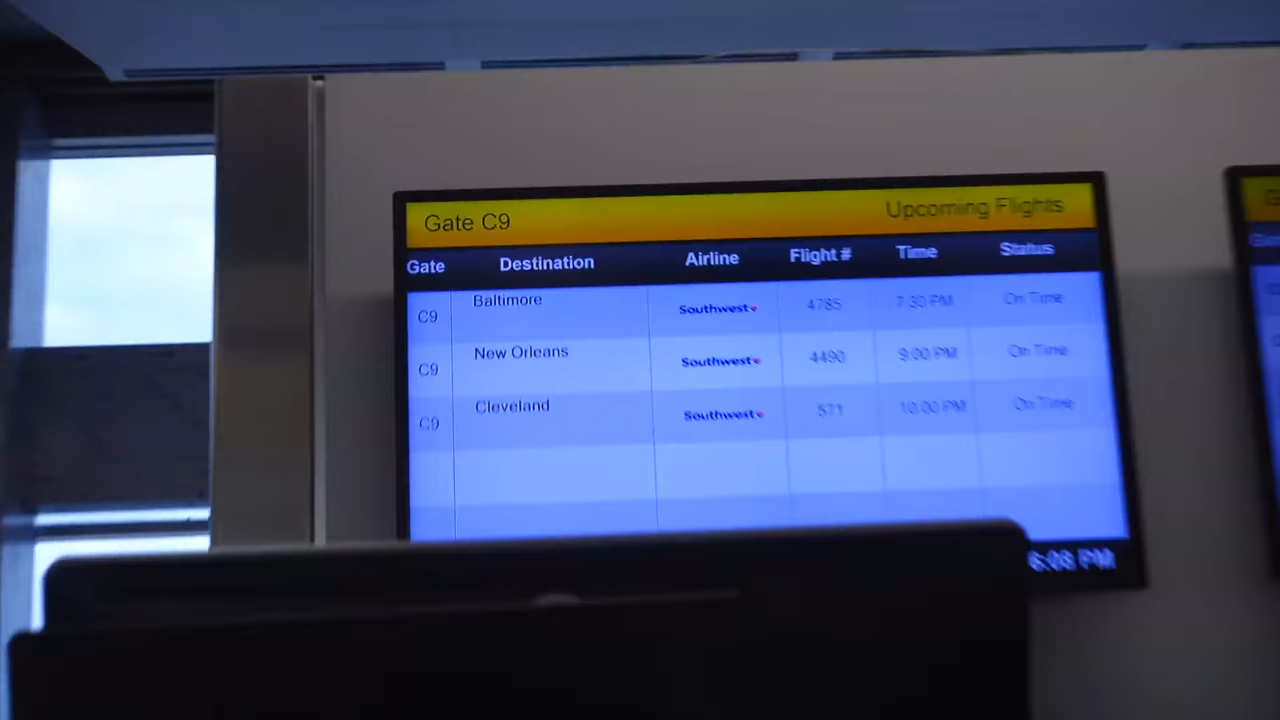 Gate C9 Upcoming Flights
Gate Destination Airline Flight # Time Status
C9 Baltimore Southwest 4785 7:30 PM On Time
C9 New Orleans Southwest 4490 9:00 PM On Time
C9 Cleveland Southwest 571 10:00 PM On Time
6:08 PM